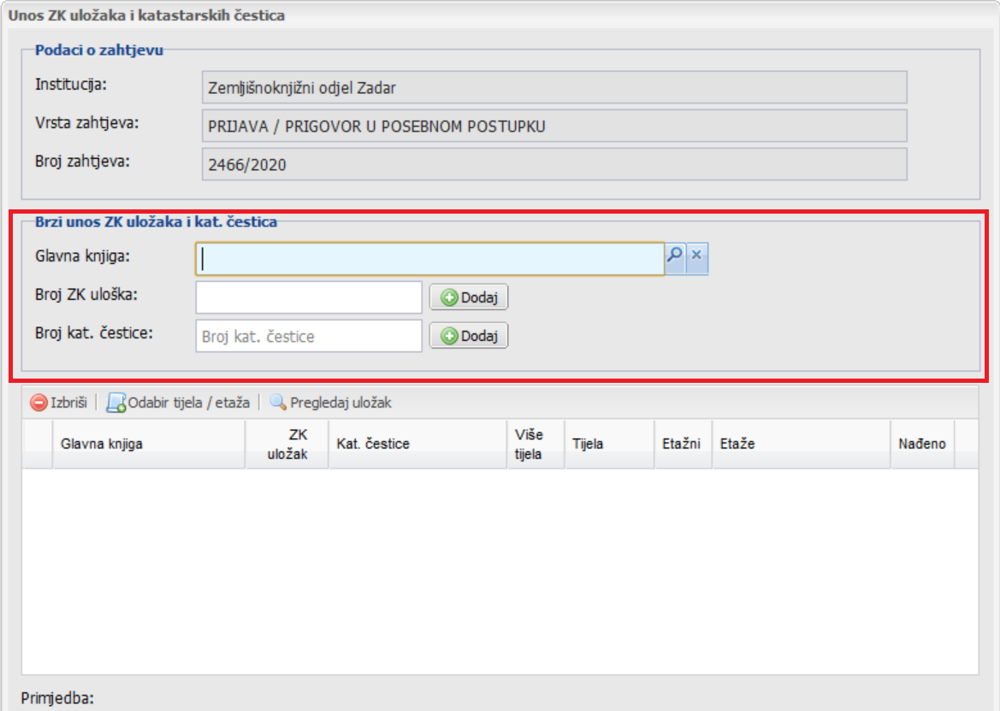 Unos ZK uložaka i katastarskih čestica
Podaci o zahtjevu
Institucija: Zemljišnoknjižni odjel Zadar
Vrsta zahtjeva: PRIJAVA / PRIGOVOR U POSEBNOM POSTUPKU
Broj zahtjeva: 2466/2020
Brzi unos ZK uložaka i kat. čestica
Glavna knjiga:
Broj ZK uloška: Dodaj
Broj kat. čestice: Broj kat. čestice Dodaj
Izbriši Odabir tijela / etaža Pregledaj uložak
Glavna knjiga ZK uložak Kat. čestice Više tijela Tijela Etažni Etaže Nađeno
Primjedba: